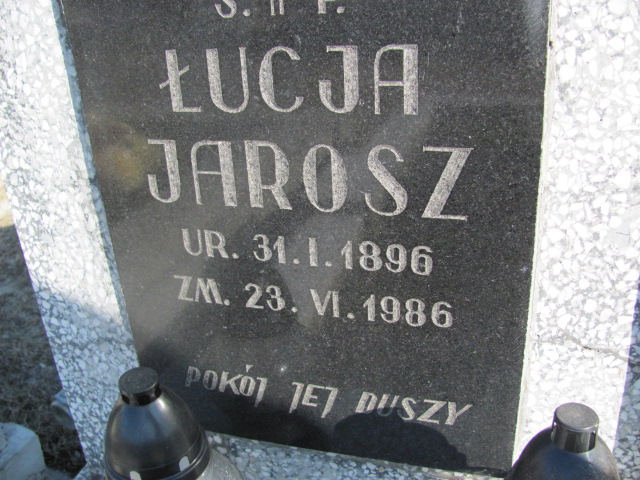 Ś. † P.
ŁUCJA
JAROSZ
UR. 31.I.1896
ZM. 23.VI.1986
POKÓJ JEJ DUSZY